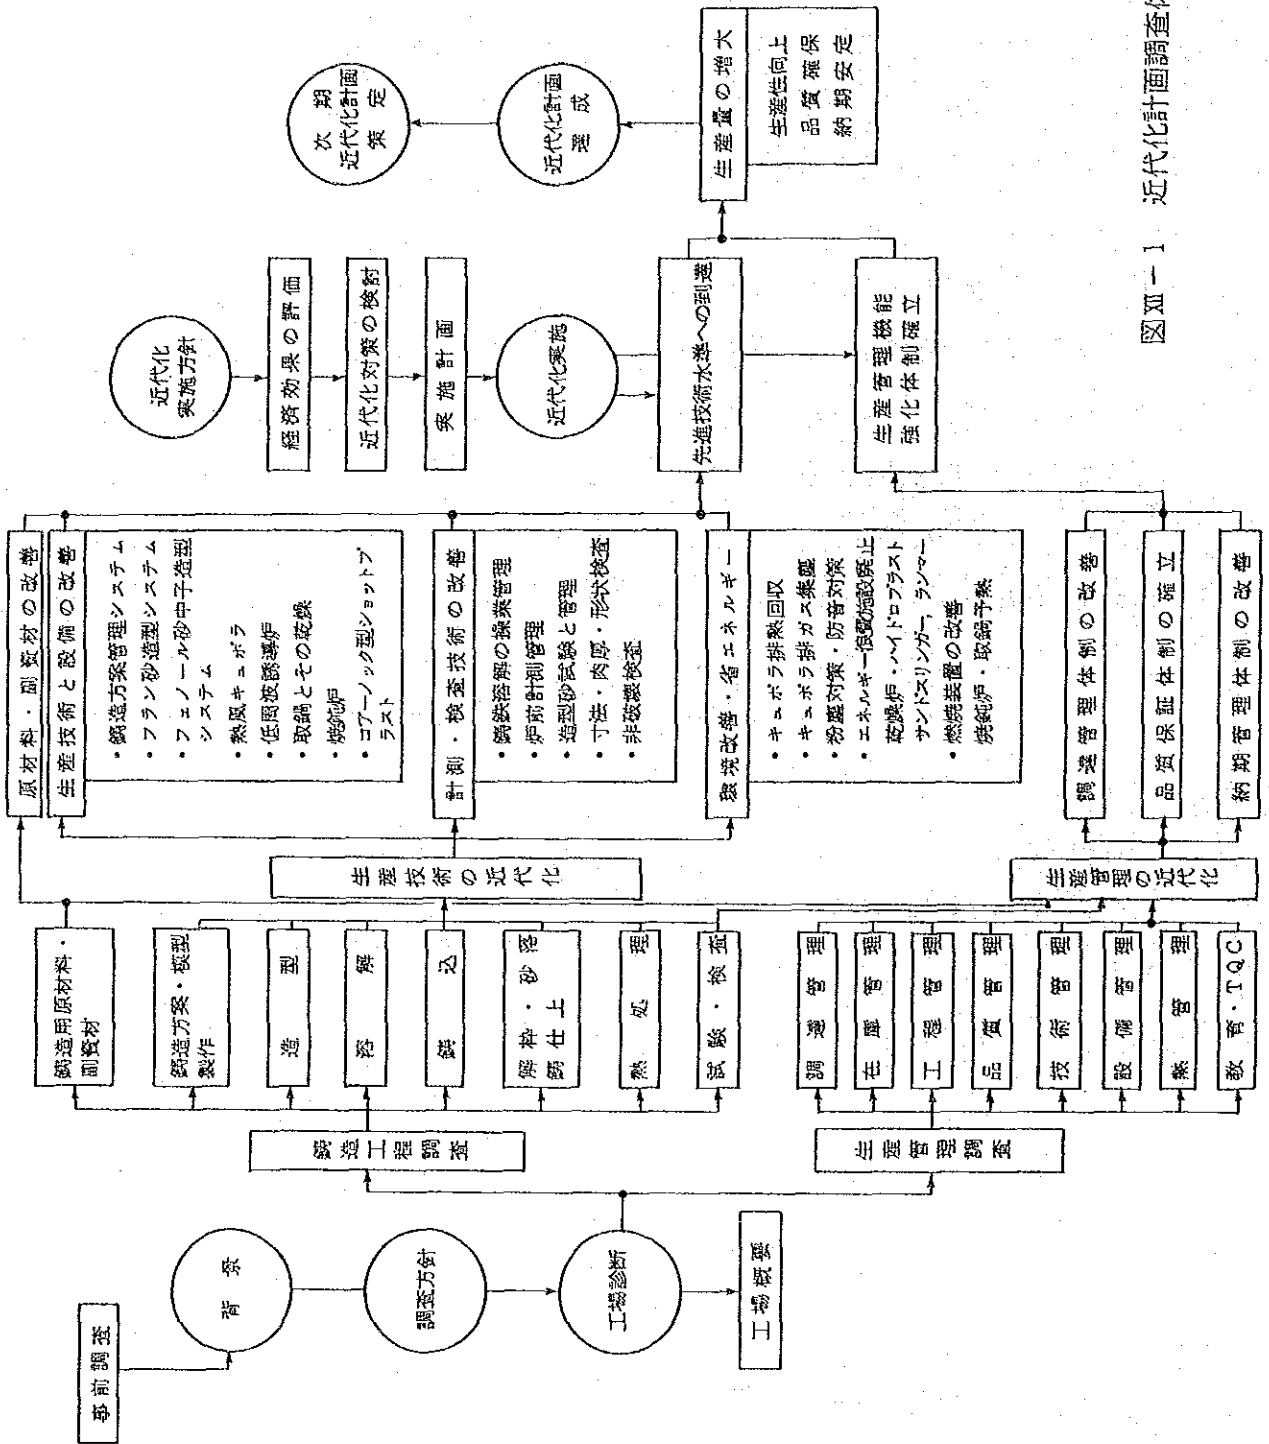 事前調査
背景
調査方針
工場診断
工場概要
鋳造工程調査
生産管理調査
鋳造用原材料・
副資材
鋳造方案・模型
製作
造型
溶解
鋳込
解枠・砂落
鋳仕上
熱処理
試験・検査
調達管理
在庫管理
工程管理
品質管理
技術管理
設備管理
熱管理
教育・TQC
生産技術の近代化
生産管理の近代化
原材料・副資材の改善
生産技術と設備の改善
・鋳造方案管理システム
・フラン砂造型システム
・フェノール砂中子造型
システム
・熱風キュポラ
・低周波誘導炉
・取鍋とその乾燥
・焼鈍炉
・コアーノック型ショットブ
ラスト
計測・検査技術の改善
・鋳鉄溶解の操業管理
・炉前計測管理
・造型砂試験と管理
・寸法・肉厚・形状検査
・非破壊検査
環境改善・省エネルギー
・キュポラ排熱回収
・キュポラ排ガス集塵
・粉塵対策・防音対策
・エネルギー浪費施設廃止
乾燥炉・ハイドロブラスト
サンドスリンガー,ランマー
・燃焼装置の改善
焼鈍炉・取鍋予熱
調達管理体制の改善
品質保証体制の確立
納期管理体制の改善
近代化
実施方針
経済効果の評価
近代化対策の検討
実施計画
近代化実施
先進技術水準への到達
生産管理機能
強化体制確立
次期
近代化計画
策定
近代化計画
達成
生産量の増大
生産性向上
品質確保
納期安定
図Ⅻ-1 近代化計画調査